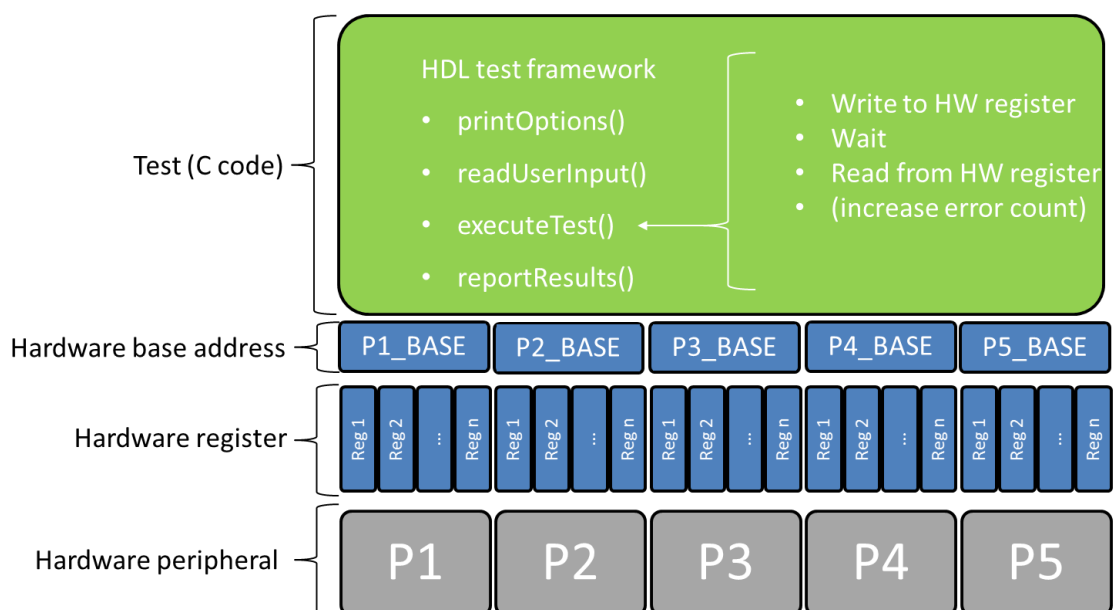 Test (C code)
HDL test framework
• printOptions()
• readUserInput()
• executeTest()
• reportResults()
• Write to HW register
• Wait
• Read from HW register
• (increase error count)
Hardware base address
P1_BASE
P2_BASE
P3_BASE
P4_BASE
P5_BASE
Hardware register
Reg 1
Reg 2
...
Reg n
Reg 1
Reg 2
...
Reg n
Reg 1
Reg 2
...
Reg n
Reg 1
Reg 2
...
Reg n
Reg 1
Reg 2
...
Reg n
Hardware peripheral
P1
P2
P3
P4
P5